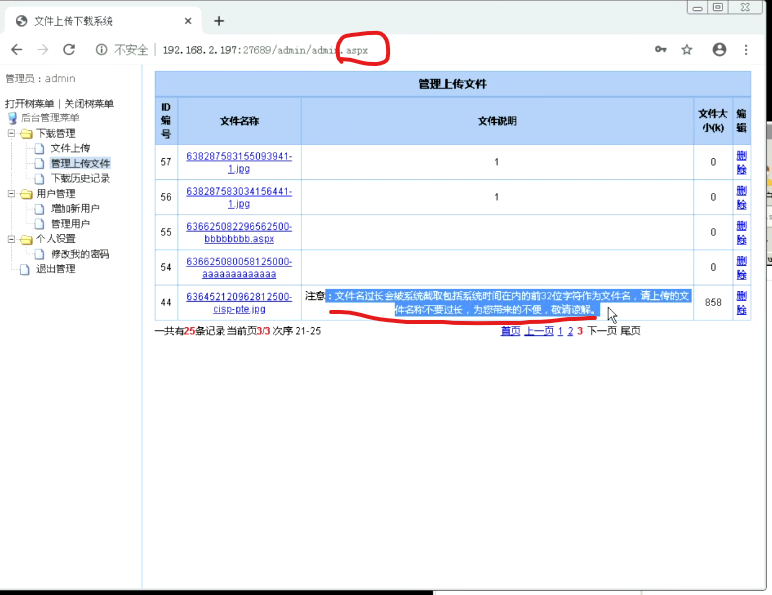 文件上传下载系统
不安全 | 192.168.2.197:27689/admin/admin.aspx
管理员：admin
打开树菜单 | 关闭树菜单
后台管理菜单
下载管理
文件上传
管理上传文件
下载历史记录
用户管理
增加新用户
管理用户
个人设置
修改我的密码
退出管理
管理上传文件
ID编号 文件名称 文件说明 文件大小(k) 编辑
57 638287583155093941-1.jpg 1 0 删除
56 638287583034156441-1.jpg 1 0 删除
55 636625082296562500-bbbbbbbb.aspx 0 删除
54 636625080058125000-aaaaaaaaaaaaa 0 删除
44 636452120962812500-cisp-pte.jpg 注意：文件名过长会被系统截取包括系统时间在内的前32位字符作为文件名，请上传的文件名称不要过长，为您带来的不便，敬请谅解。 858 删除
一共有25条记录 当前页3/3 次序 21-25 首页 上一页 1 2 3 下一页 尾页